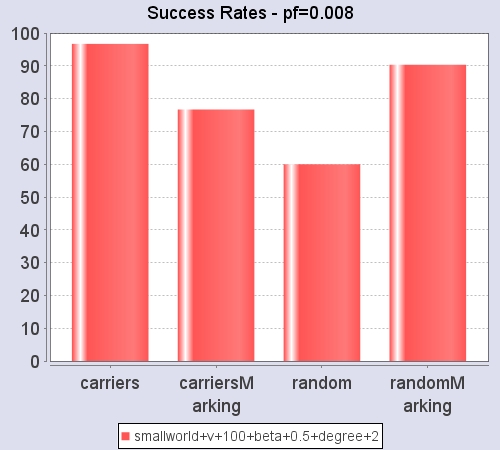 Success Rates - pf=0.008
100
90
80
70
60
50
40
30
20
10
0
carriers
carriersM
arking
random
randomM
arking
smallworld+v+100+beta+0.5+degree+2